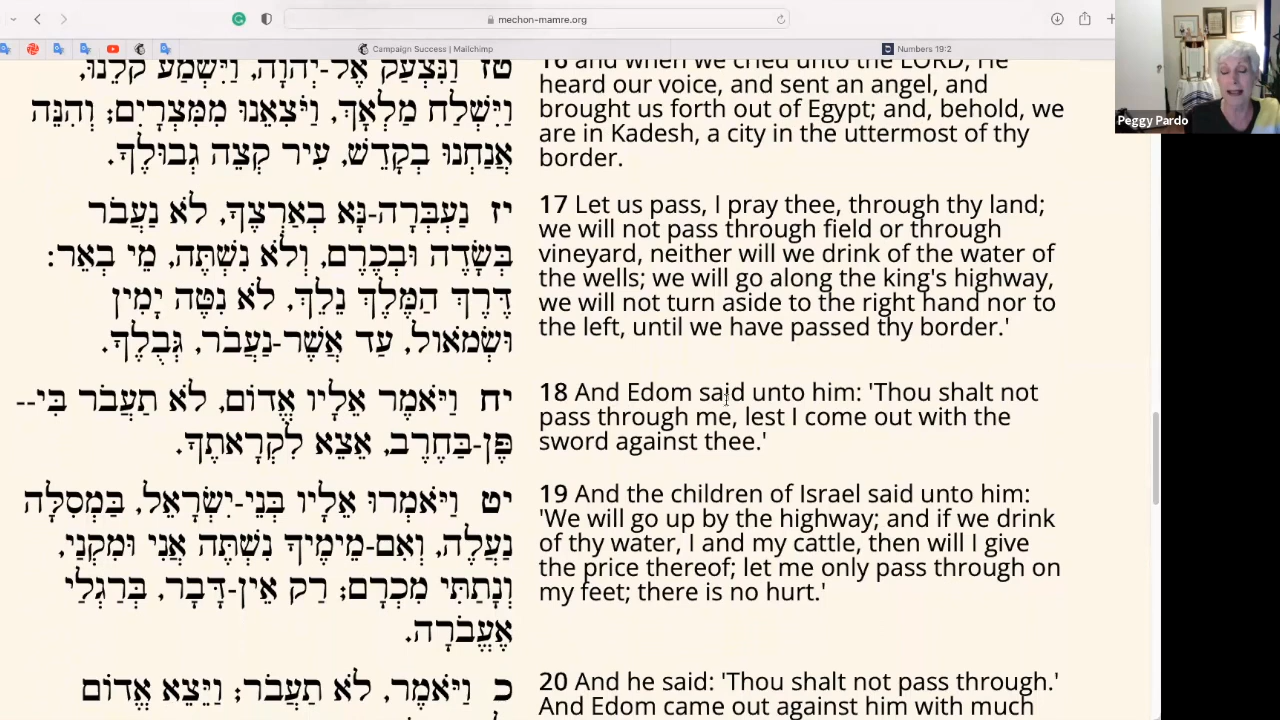 mechon-mamre.org
Campaign Success | Mailchimp
Numbers 19:2
Peggy Pardo
טז וַנִּצְעַק אֶל-יְהוָה, וַיִּשְׁמַע קֹלֵנוּ,
וַיִּשְׁלַח מַלְאָךְ, וַיֹּצִאֵנוּ מִמִּצְרָיִם; וְהִנֵּה
אֲנַחְנוּ בְקָדֵשׁ, עִיר קְצֵה גְבוּלֶךָ.
16 and when we cried unto the LORD, He
heard our voice, and sent an angel, and
brought us forth out of Egypt; and, behold, we
are in Kadesh, a city in the uttermost of thy
border.
יז נַעְבְּרָה-נָּא בְאַרְצֶךָ, לֹא נַעֲבֹר
בְּשָׂדֶה וּבְכֶרֶם, וְלֹא נִשְׁתֶּה, מֵי בְאֵר:
דֶּרֶךְ הַמֶּלֶךְ נֵלֵךְ, לֹא נִטֶּה יָמִין
וּשְׂמֹאול, עַד אֲשֶׁר-נַעֲבֹר, גְּבֻלֶךָ.
17 Let us pass, I pray thee, through thy land;
we will not pass through field or through
vineyard, neither will we drink of the water of
the wells; we will go along the king's highway,
we will not turn aside to the right hand nor to
the left, until we have passed thy border.'
יח וַיֹּאמֶר אֵלָיו אֱדוֹם, לֹא תַעֲבֹר בִּי--
פֶּן-בַּחֶרֶב, אֵצֵא לִקְרָאתֶךָ.
18 And Edom said unto him: 'Thou shalt not
pass through me, lest I come out with the
sword against thee.'
יט וַיֹּאמְרוּ אֵלָיו בְּנֵי-יִשְׂרָאֵל, בַּמְסִלָּה
נַעֲלֶה, וְאִם-מֵימֶיךָ נִשְׁתֶּה אֲנִי וּמִקְנַי,
וְנָתַתִּי מִכְרָם; רַק אֵין-דָּבָר, בְּרַגְלַי
אֶעֱבֹרָה.
19 And the children of Israel said unto him:
'We will go up by the highway; and if we drink
of thy water, I and my cattle, then will I give
the price thereof; let me only pass through on
my feet; there is no hurt.'
כ וַיֹּאמֶר, לֹא תַעֲבֹר; וַיֵּצֵא אֱדוֹם
20 And he said: 'Thou shalt not pass through.'
And Edom came out against him with much